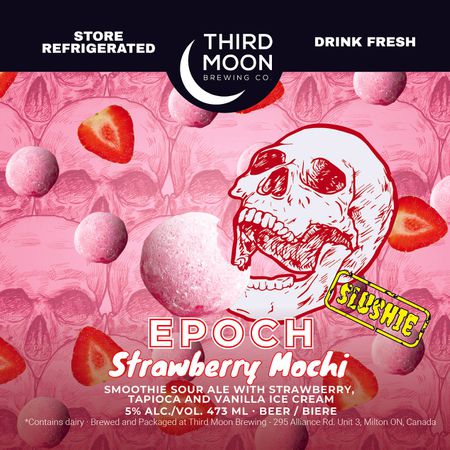 STORE
REFRIGERATED
THIRD
MOON
BREWING CO.
DRINK FRESH
SLUSHIE
EPOCH
Strawberry Mochi
SMOOTHIE SOUR ALE WITH STRAWBERRY,
TAPIOCA AND VANILLA ICE CREAM
5% ALC./VOL. 473 ML · BEER / BIERE
*Contains dairy · Brewed and Packaged at Third Moon Brewing - 295 Alliance Rd. Unit 3, Milton ON, Canada